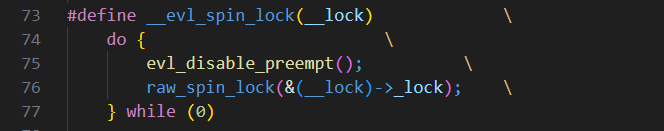 73 #define __evl_spin_lock(__lock) \
74 do { \
75 evl_disable_preempt(); \
76 raw_spin_lock(&(__lock)->_lock); \
77 } while (0)